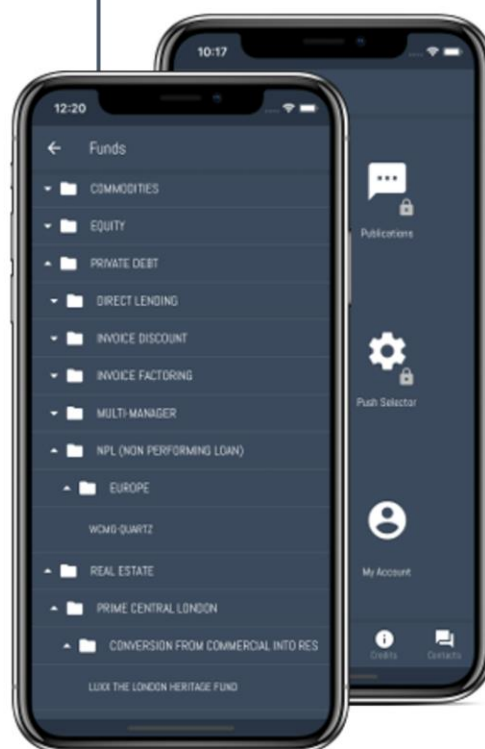 10:17
12:20
Funds
COMMODITIES
EQUITY
PRIVATE DEBT
DIRECT LENDING
INVOICE DISCOUNT
INVOICE FACTORING
MULTI-MANAGER
NPL (NON PERFORMING LOAN)
EUROPE
WCMG-QUARTZ
REAL ESTATE
PRIME CENTRAL LONDON
CONVERSION FROM COMMERCIAL INTO RES
LUXX THE LONDON HERITAGE FUND
Publications
Push Selector
My Account
Credits
Contacts